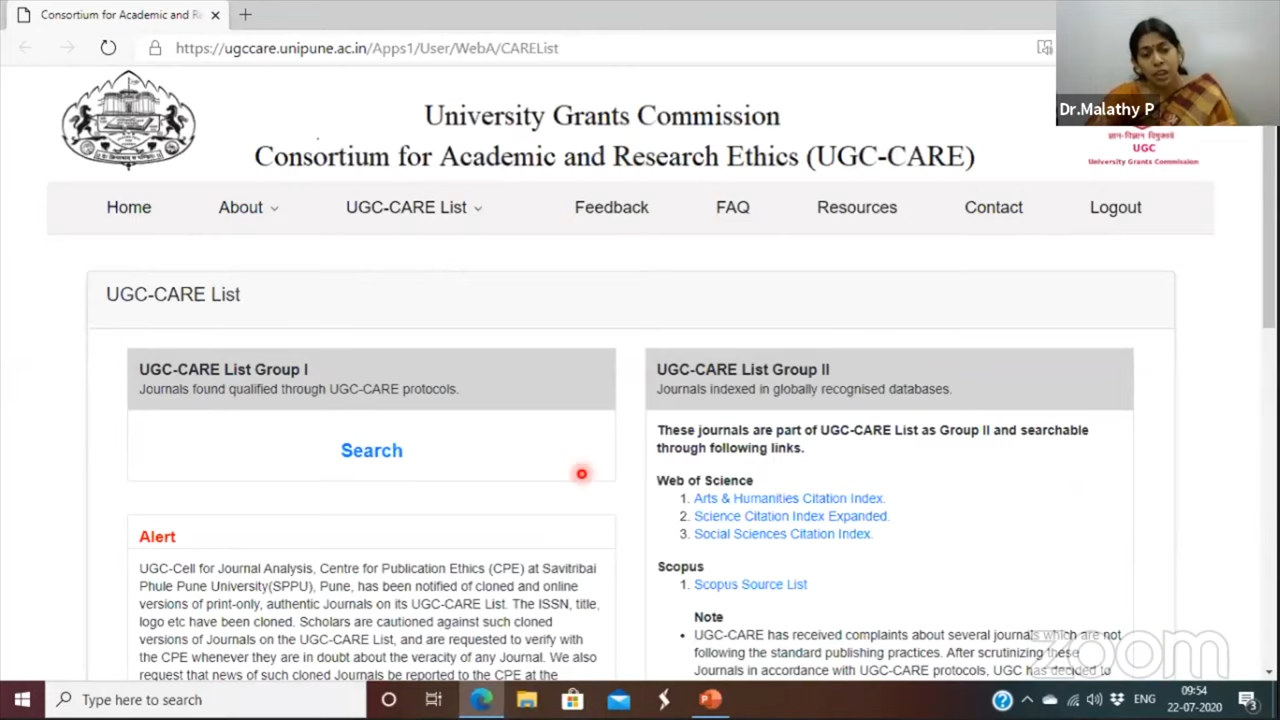 Consortium for Academic and Re
https://ugccare.unipune.ac.in/Apps1/User/WebA/CAREList
Dr.Malathy P
University Grants Commission
Consortium for Academic and Research Ethics (UGC-CARE)
ज्ञान-विज्ञान विमुक्तये
UGC
University Grants Commission
Home About UGC-CARE List Feedback FAQ Resources Contact Logout
UGC-CARE List
UGC-CARE List Group I
Journals found qualified through UGC-CARE protocols.
Search
Alert
UGC-Cell for Journal Analysis, Centre for Publication Ethics (CPE) at Savitribai
Phule Pune University(SPPU), Pune, has been notified of cloned and online
versions of print-only, authentic Journals on its UGC-CARE List. The ISSN, title,
logo etc have been cloned. Scholars are cautioned against such cloned
versions of Journals on the UGC-CARE List, and are requested to verify with
the CPE whenever they are in doubt about the veracity of any Journal. We also
request that news of such cloned Journals be reported to the CPE at the
UGC-CARE List Group II
Journals indexed in globally recognised databases.
These journals are part of UGC-CARE List as Group II and searchable
through following links.
Web of Science
1. Arts & Humanities Citation Index.
2. Science Citation Index Expanded.
3. Social Sciences Citation Index.
Scopus
1. Scopus Source List
Note
• UGC-CARE has received complaints about several journals which are not
following the standard publishing practices. After scrutinizing these
Journals in accordance with UGC-CARE protocols, UGC has decided to
zoom
Type here to search
ENG
09:54
22-07-2020
3